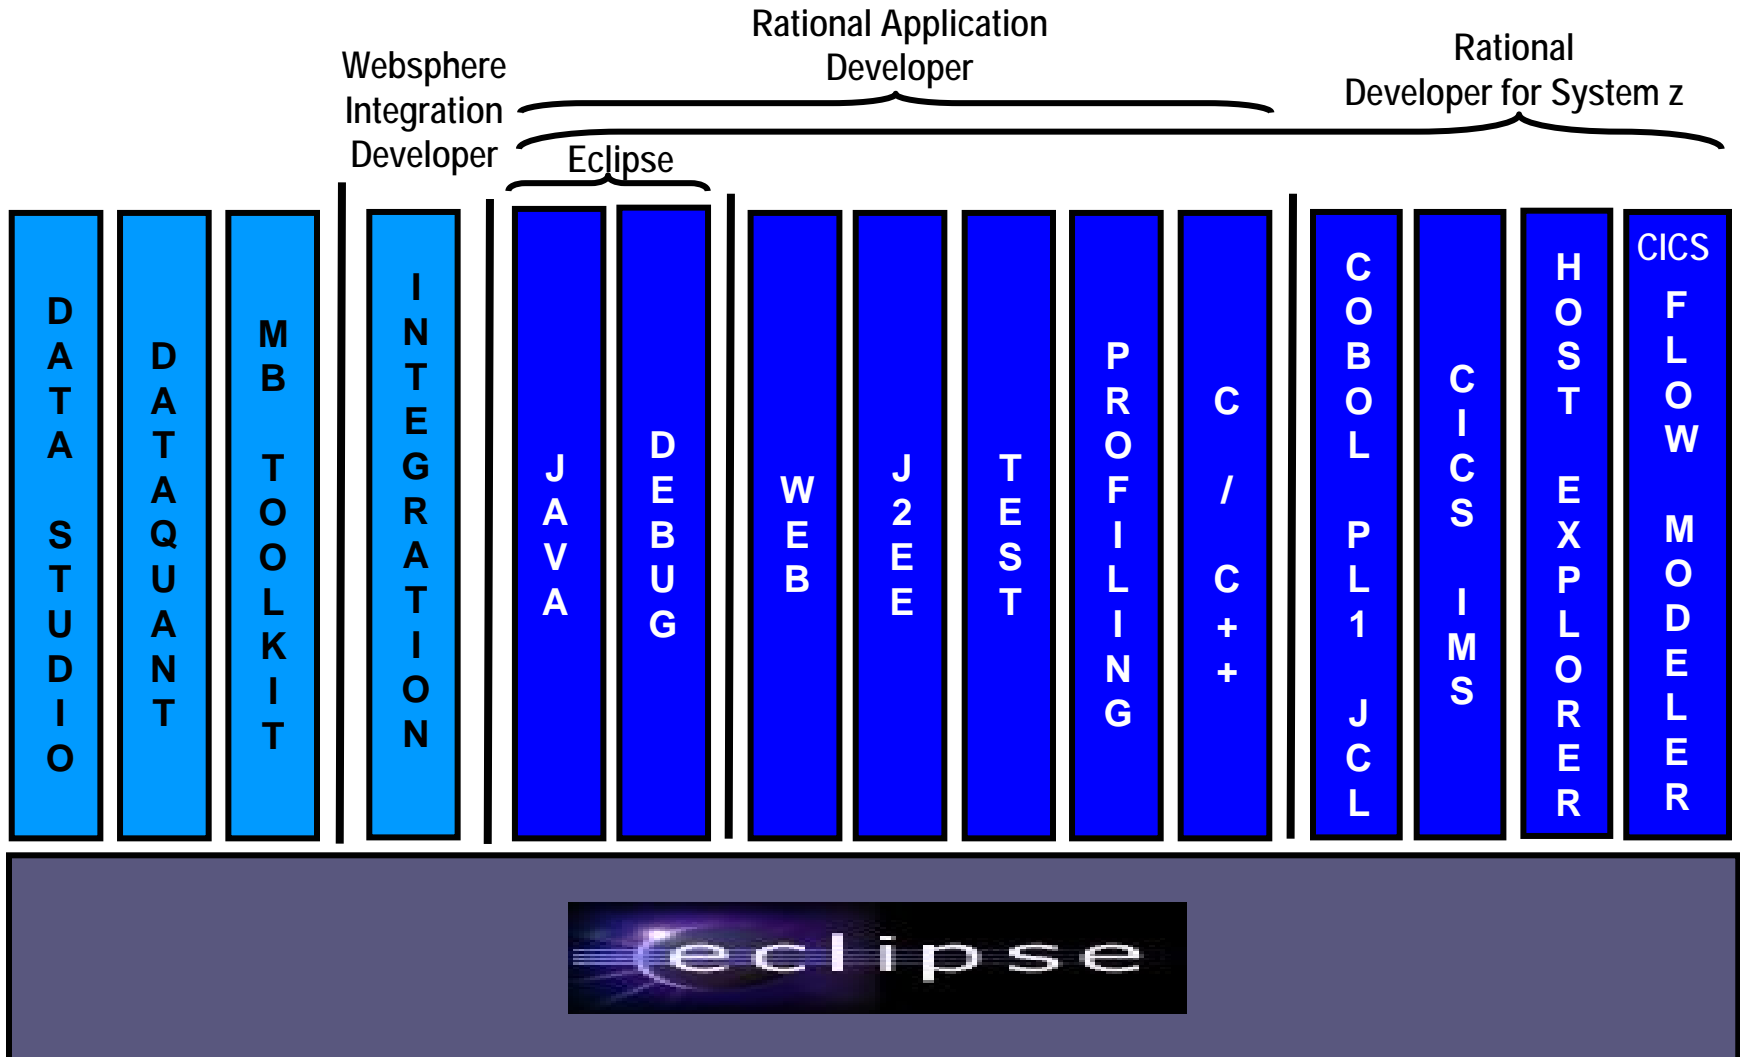 Rational Application
Developer
Rational
Developer for System z
Websphere
Integration
Developer
Eclipse
DATA STUDIO
DATAQUANT
MB TOOLKIT
INTEGRATION
JAVA
DEBUG
WEB
J2EE
TEST
PROFILING
C / C++
COBOL PL1 JCL
CICS IMS
HOST EXPLORER
CICS
FLOW MODELER
eclipse